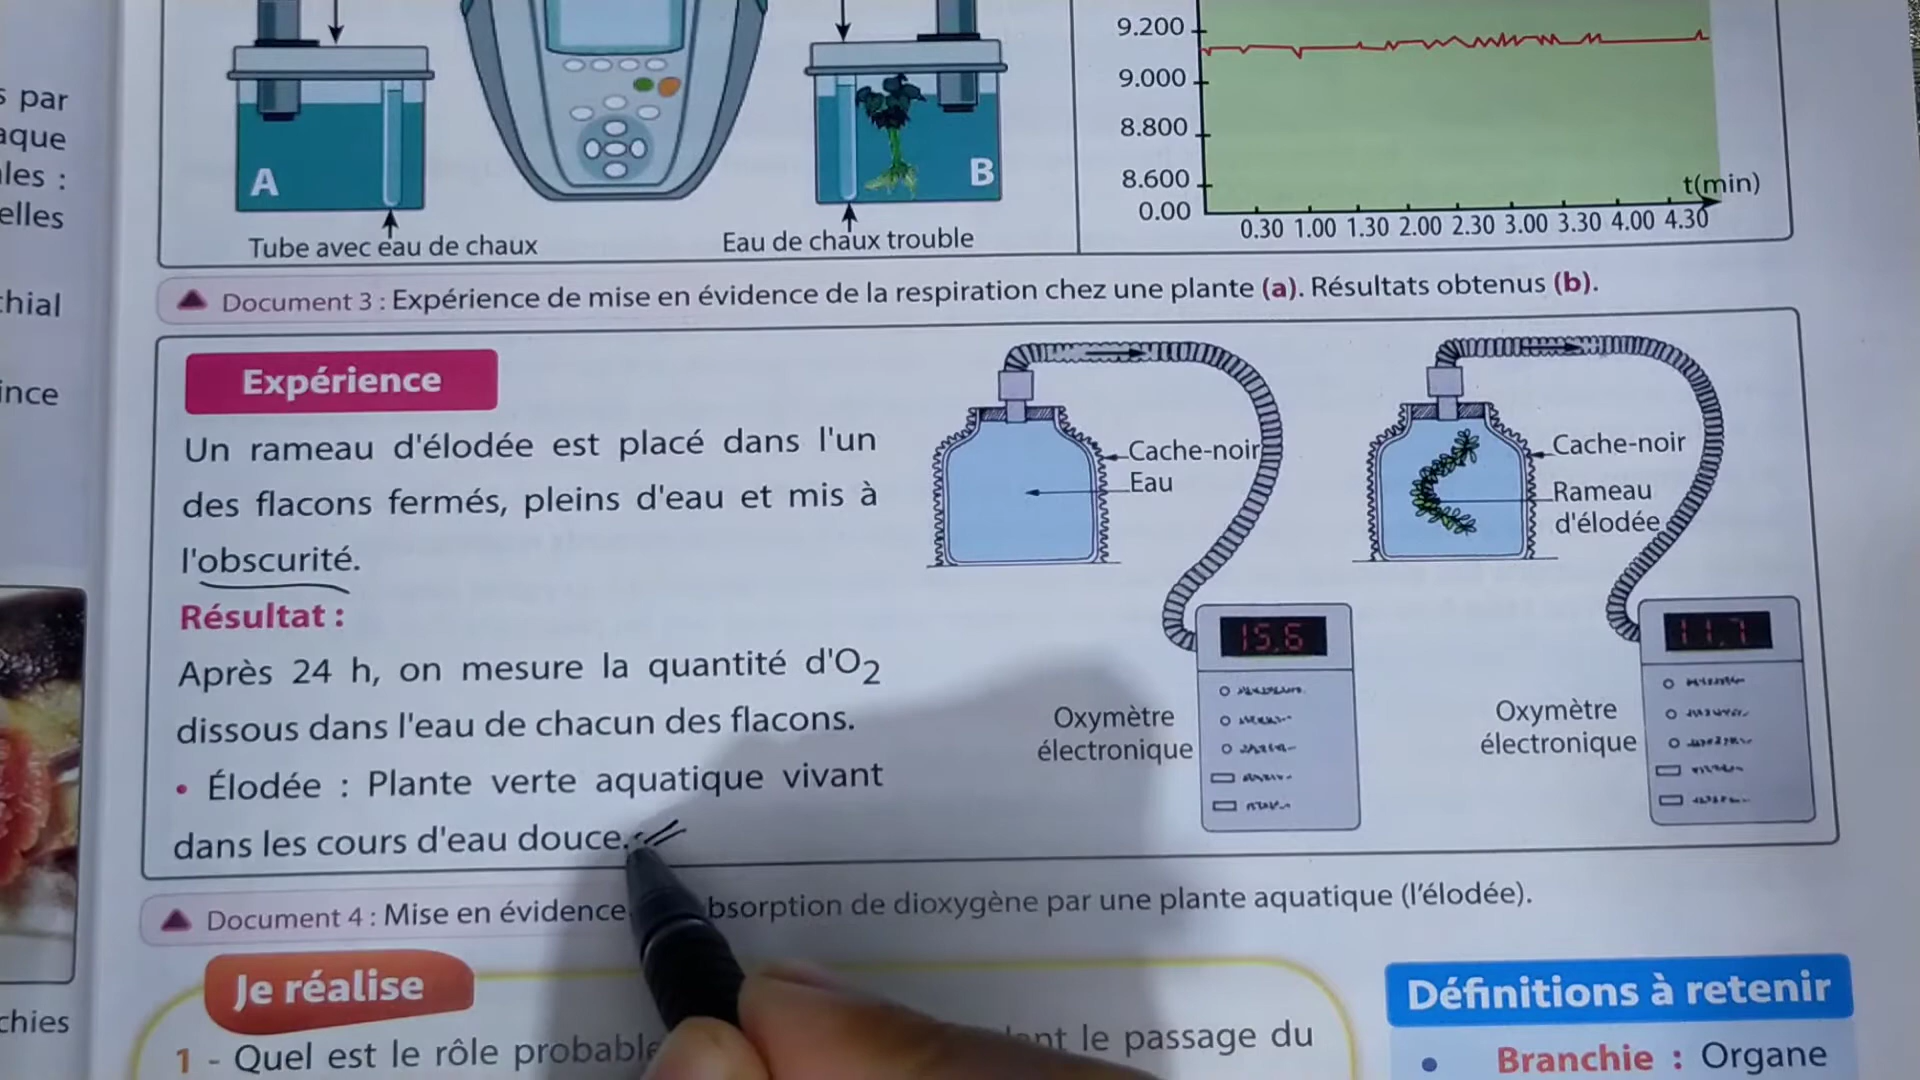 s par
aque
les :
elles
chial
ince
chies
A
B
Tube avec eau de chaux
Eau de chaux trouble
9.200
9.000
8.800
8.600
0.00
t(min)
0.30 1.00 1.30 2.00 2.30 3.00 3.30 4.00 4.30
Document 3 : Expérience de mise en évidence de la respiration chez une plante (a). Résultats obtenus (b).
Expérience
Un rameau d'élodée est placé dans l'un
des flacons fermés, pleins d'eau et mis à
l'obscurité.
Résultat :
Après 24 h, on mesure la quantité d'O2
dissous dans l'eau de chacun des flacons.
• Élodée : Plante verte aquatique vivant
dans les cours d'eau douce.
Cache-noir
Eau
15.6
Oxymètre
électronique
Cache-noir
Rameau
d'élodée
11.7
Oxymètre
électronique
Document 4 : Mise en évidence bsorption de dioxygène par une plante aquatique (l'élodée).
Je réalise
1 - Quel est le rôle probable nt le passage du
Définitions à retenir
• Branchie : Organe